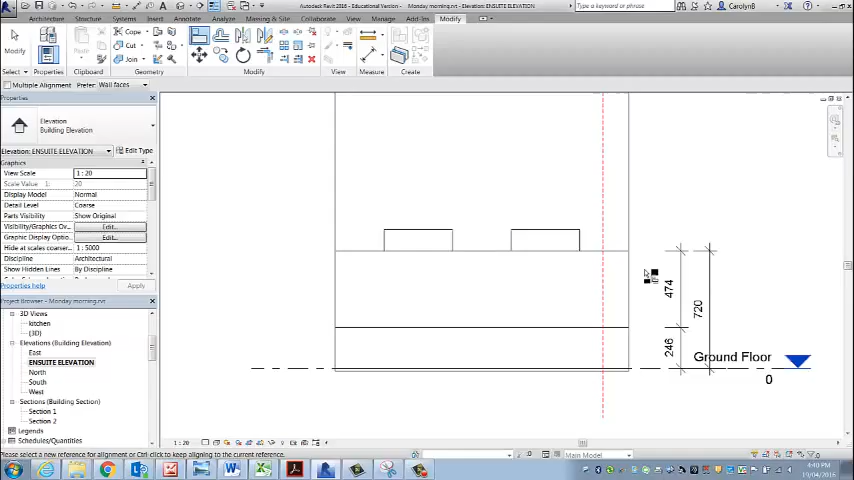 Autodesk Revit 2016 - Educational Version - Monday morning.rvt - Elevation: ENSUITE ELEVATION
Type a keyword or phrase
CarolynB
Architecture Structure Systems Insert Annotate Analyze Massing & Site Collaborate View Manage Add-Ins Modify
Modify
Cope
Cut
Join
Select Properties Clipboard Geometry Modify View Measure Create
Multiple Alignment Prefer: Wall faces
Properties
Elevation
Building Elevation
Elevation: ENSUITE ELEVATION
Edit Type
Graphics
View Scale 1 : 20
Scale Value 1: 20
Display Model Normal
Detail Level Coarse
Parts Visibility Show Original
Visibility/Graphics Ov... Edit...
Graphic Display Optio... Edit...
Hide at scales coarser... 1 : 5000
Discipline Architectural
Show Hidden Lines By Discipline
Properties help
Apply
Project Browser - Monday morning.rvt
3D Views
kitchen
{3D}
Elevations (Building Elevation)
East
ENSUITE ELEVATION
North
South
West
Sections (Building Section)
Section 1
Section 2
Legends
Schedules/Quantities
474
720
246
Ground Floor
0
1 : 20
Please select a new reference for alignment or Ctrl+click to keep aligning to the current reference.
:0
Main Model
:0
4:40 PM
19/04/2016